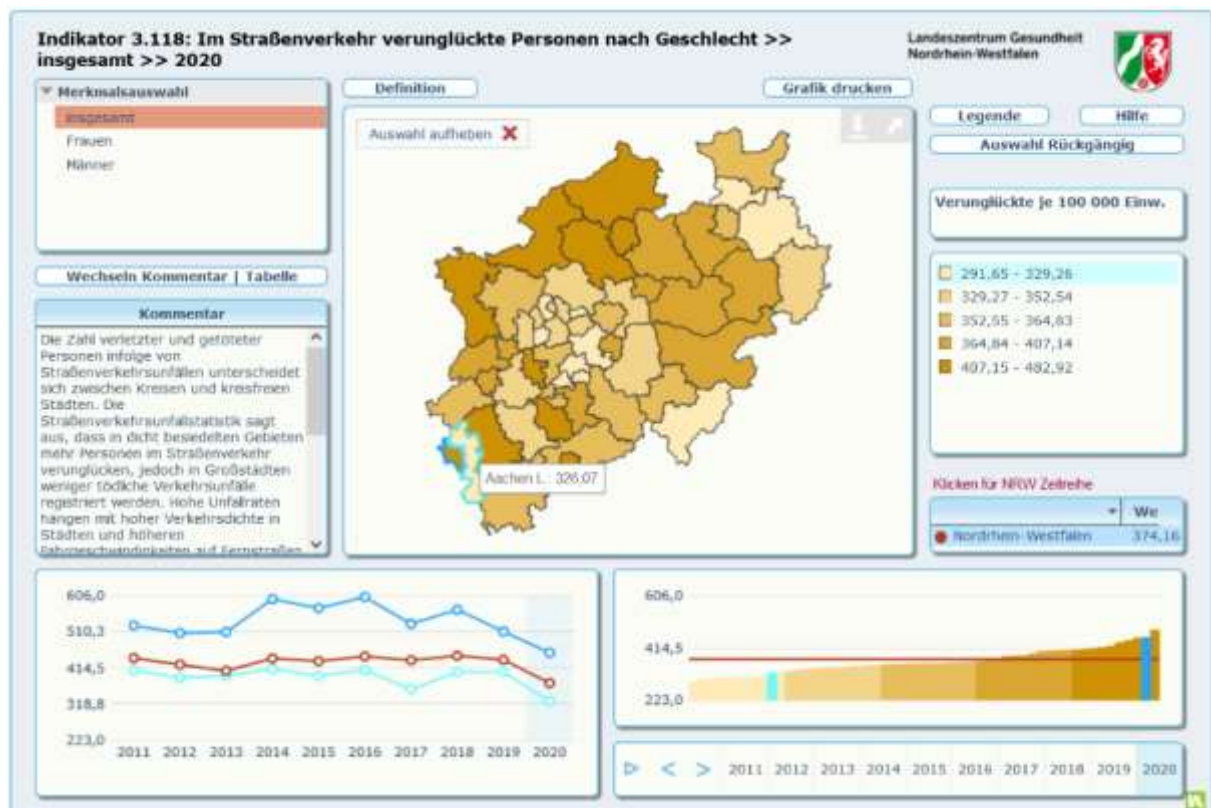 Indikator 3.118: Im Straßenverkehr verunglückte Personen nach Geschlecht >>
insgesamt >> 2020
Landeszentrum Gesundheit
Nordrhein-Westfalen
Merkmalsauswahl
insgesamt
Frauen
Männer
Definition
Grafik drucken
Legende
Hilfe
Auswahl Rückgängig
Auswahl aufheben
Aachen L.: 326,07
Verunglückte je 100 000 Einw.
291,65 - 329,26
329,27 - 352,54
352,55 - 364,83
364,84 - 407,14
407,15 - 482,92
Wechseln Kommentar | Tabelle
Kommentar
Die Zahl verletzter und getöteter
Personen infolge von
Straßenverkehrsunfällen unterscheidet
sich zwischen Kreisen und kreisfreien
Städten. Die
Straßenverkehrsunfallstatistik sagt
aus, dass in dicht besiedelten Gebieten
mehr Personen im Straßenverkehr
verunglücken, jedoch in Großstädten
weniger tödliche Verkehrsunfälle
registriert werden. Hohe Unfallraten
hängen mit hoher Verkehrsdichte in
Städten und höheren
Fahrgeschwindigkeiten auf Fernstraßen
Klicken für NRW Zeitreihe
We
Nordrhein-Westfalen 374,16
606,0
510,3
414,5
318,8
223,0
2011 2012 2013 2014 2015 2016 2017 2018 2019 2020
606,0
414,5
223,0
2011 2012 2013 2014 2015 2016 2017 2018 2019 2020